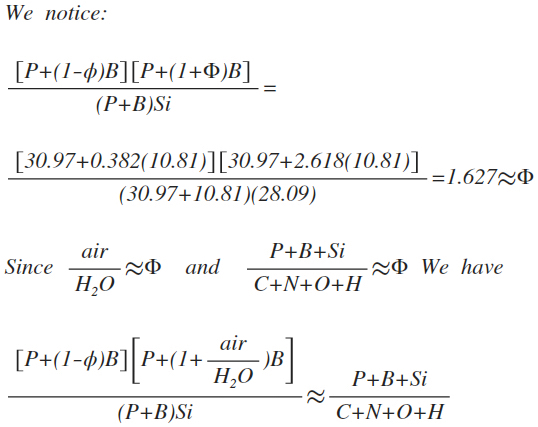 We notice:
[P+(1-ϕ)B][P+(1+Φ)B]
(P+B)Si
=
[30.97+0.382(10.81)][30.97+2.618(10.81)]
(30.97+10.81)(28.09)
=1.627≈Φ
Since air/H₂O ≈Φ and P+B+Si/C+N+O+H ≈Φ We have
[P+(1-ϕ)B][P+(1+ air/H₂O )B]
(P+B)Si
≈
P+B+Si
C+N+O+H